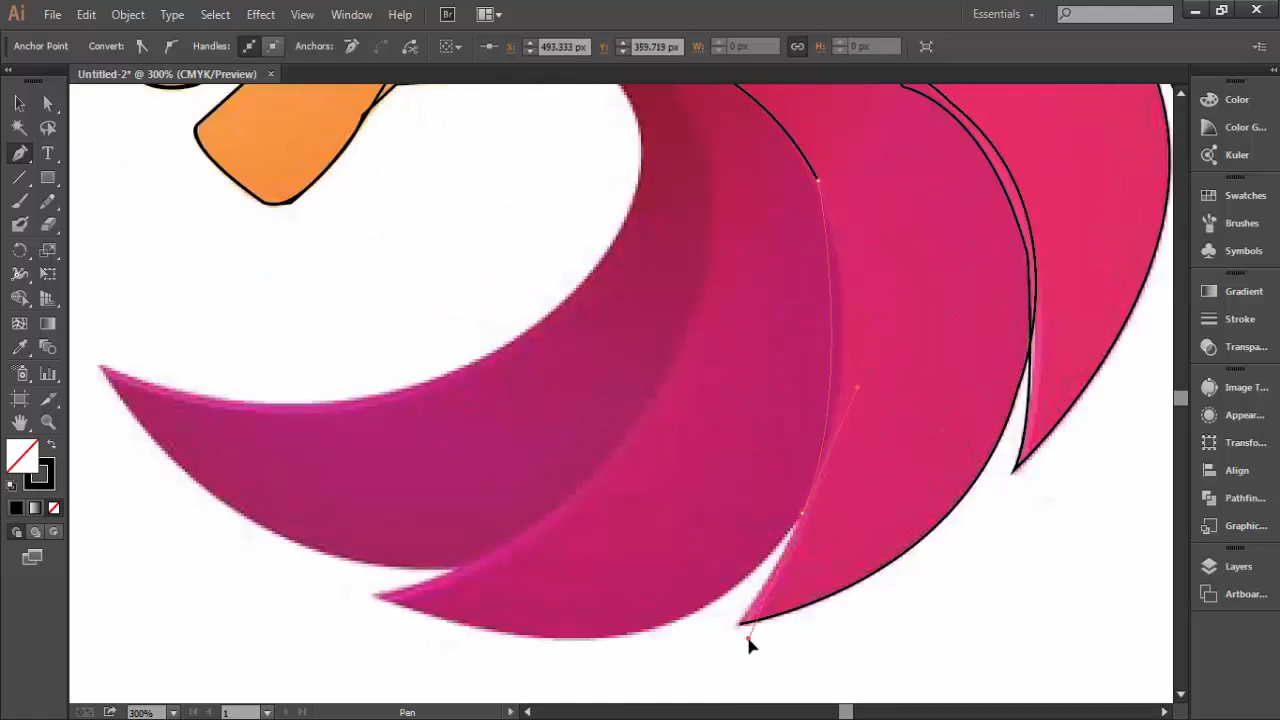 Ai File Edit Object Type Select Effect View Window Help Br Essentials
Anchor Point Convert: Handles: Anchors: X: 493.333 px Y: 359.719 px W: 0 px H: 0 px
Untitled-2* @ 300% (CMYK/Preview) ×
Color
Color G...
Kuler
T
Swatches
Brushes
Symbols
Gradient
Stroke
Transpa...
Image T...
Appear...
Transfo...
Align
Pathfin...
Graphic...
Layers
Artboar...
300% 1 Pen